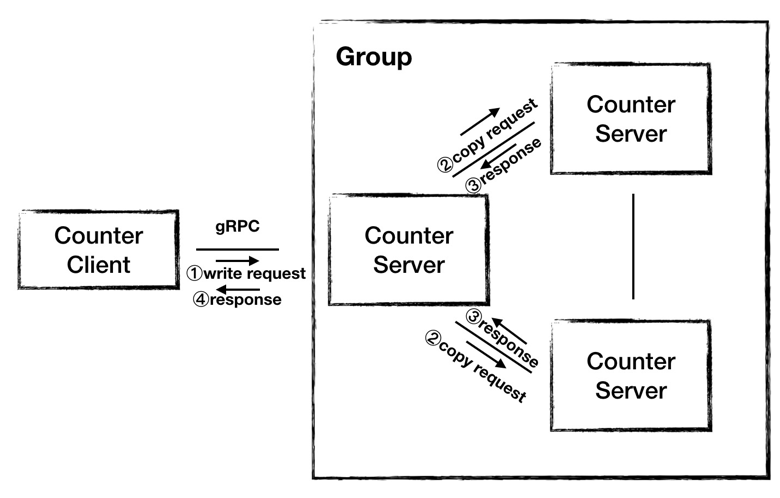 Group
Counter
Server
②copy request
③response
Counter
Client
gRPC
①write request
④response
Counter
Server
③response
②copy request
Counter
Server